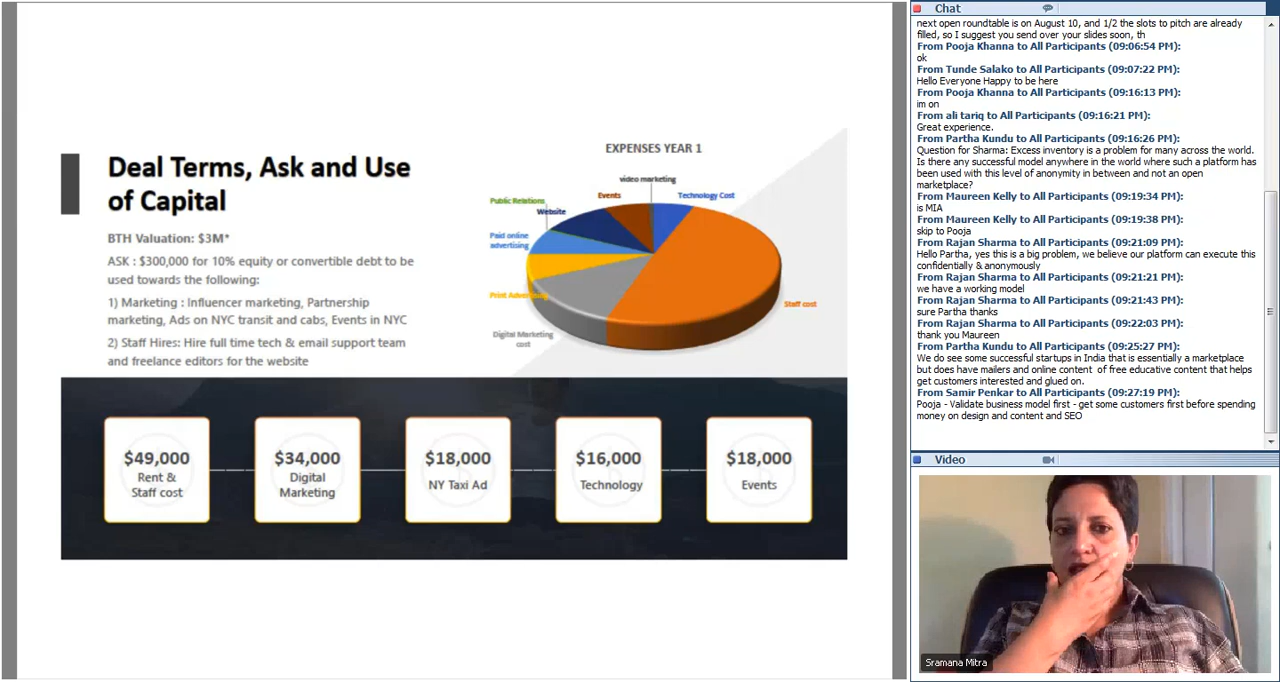 Deal Terms, Ask and Use
of Capital
BTH Valuation: $3M*
ASK : $300,000 for 10% equity or convertible debt to be
used towards the following:
1) Marketing : Influencer marketing, Partnership
marketing, Ads on NYC transit and cabs, Events in NYC
2) Staff Hires: Hire full time tech & email support team
and freelance editors for the website
EXPENSES YEAR 1
video marketing
Events
Technology Cost
Public Relations
Website
Paid online
advertising
Print Advertising
Staff cost
Digital Marketing
cost
$49,000
Rent &
Staff cost
$34,000
Digital
Marketing
$18,000
NY Taxi Ad
$16,000
Technology
$18,000
Events
Chat
next open roundtable is on August 10, and 1/2 the slots to pitch are already
filled, so I suggest you send over your slides soon, th
From Pooja Khanna to All Participants (09:06:54 PM):
ok
From Tunde Salako to All Participants (09:07:22 PM):
Hello Everyone Happy to be here
From Pooja Khanna to All Participants (09:16:13 PM):
im on
From ali tariq to All Participants (09:16:21 PM):
Great experience.
From Partha Kundu to All Participants (09:16:26 PM):
Question for Sharma: Excess inventory is a problem for many across the world.
Is there any successful model anywhere in the world where such a platform has
been used with this level of anonymity in between and not an open
marketplace?
From Maureen Kelly to All Participants (09:19:34 PM):
is MIA
From Maureen Kelly to All Participants (09:19:38 PM):
skip to Pooja
From Rajan Sharma to All Participants (09:21:09 PM):
Hello Partha, yes this is a big problem, we believe our platform can execute this
confidentially & anonymously
From Rajan Sharma to All Participants (09:21:21 PM):
we have a working model
From Rajan Sharma to All Participants (09:21:43 PM):
sure Partha thanks
From Rajan Sharma to All Participants (09:22:03 PM):
thank you Maureen
From Partha Kundu to All Participants (09:25:27 PM):
We do see some successful startups in India that is essentially a marketplace
but does have mailers and online content of free educative content that helps
get customers interested and glued on.
From Samir Penkar to All Participants (09:27:19 PM):
Pooja - Validate business model first - get some customers first before spending
money on design and content and SEO
Video
Sramana Mitra